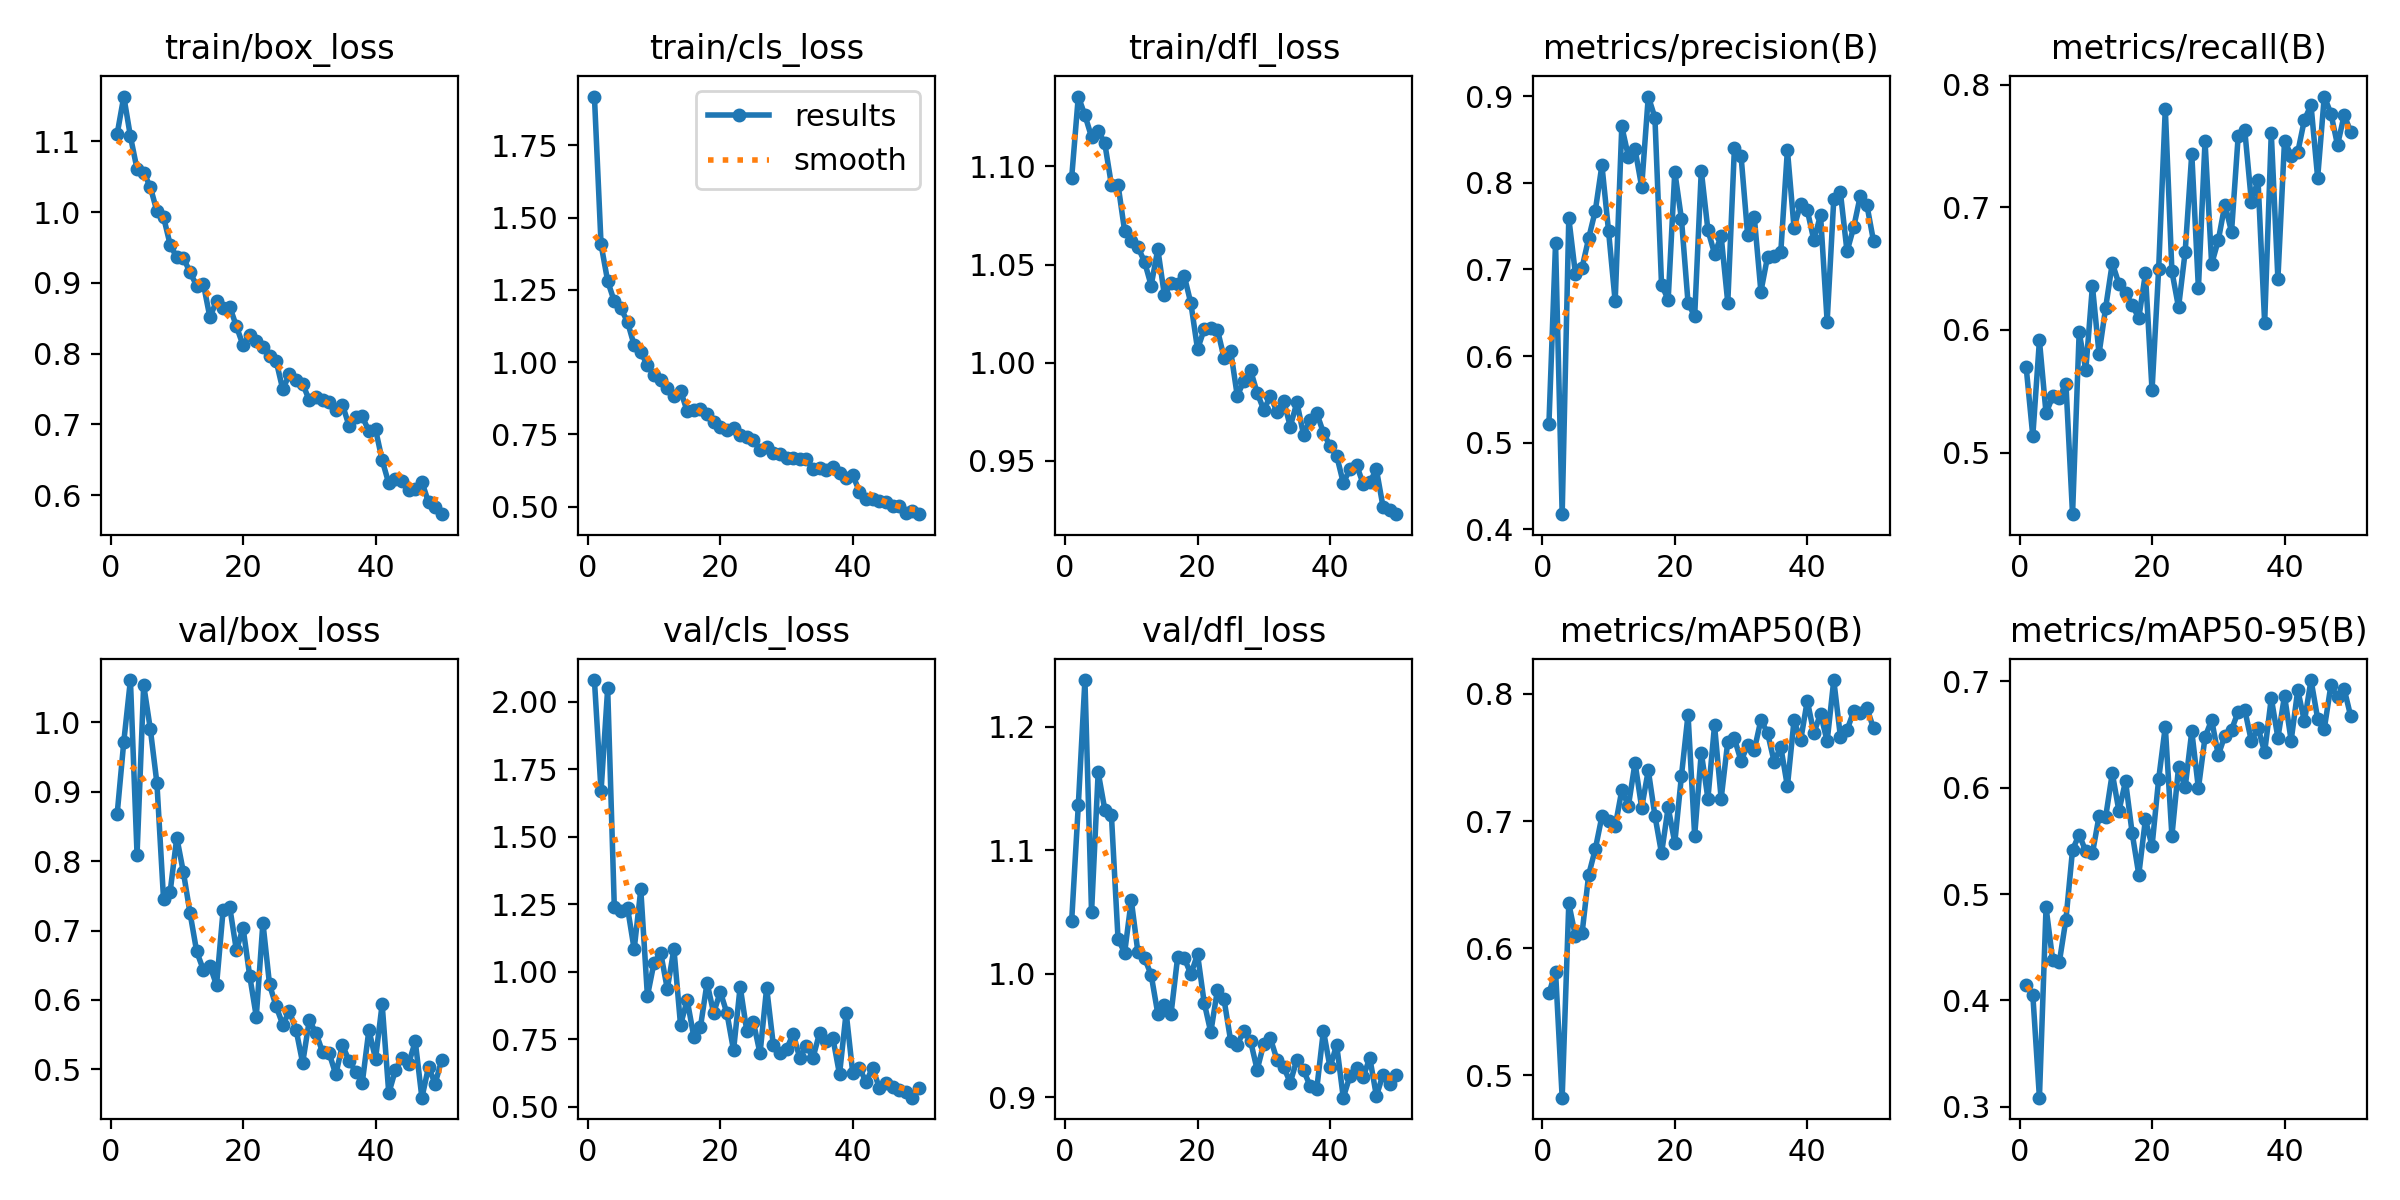 train/box_loss
1.1
1.0
0.9
0.8
0.7
0.6
0 20 40
train/cls_loss
results
smooth
1.75
1.50
1.25
1.00
0.75
0.50
0 20 40
train/dfl_loss
1.10
1.05
1.00
0.95
0 20 40
metrics/precision(B)
0.9
0.8
0.7
0.6
0.5
0.4
0 20 40
metrics/recall(B)
0.8
0.7
0.6
0.5
0 20 40
val/box_loss
1.0
0.9
0.8
0.7
0.6
0.5
0 20 40
val/cls_loss
2.00
1.75
1.50
1.25
1.00
0.75
0.50
0 20 40
val/dfl_loss
1.2
1.1
1.0
0.9
0 20 40
metrics/mAP50(B)
0.8
0.7
0.6
0.5
0 20 40
metrics/mAP50-95(B)
0.7
0.6
0.5
0.4
0.3
0 20 40